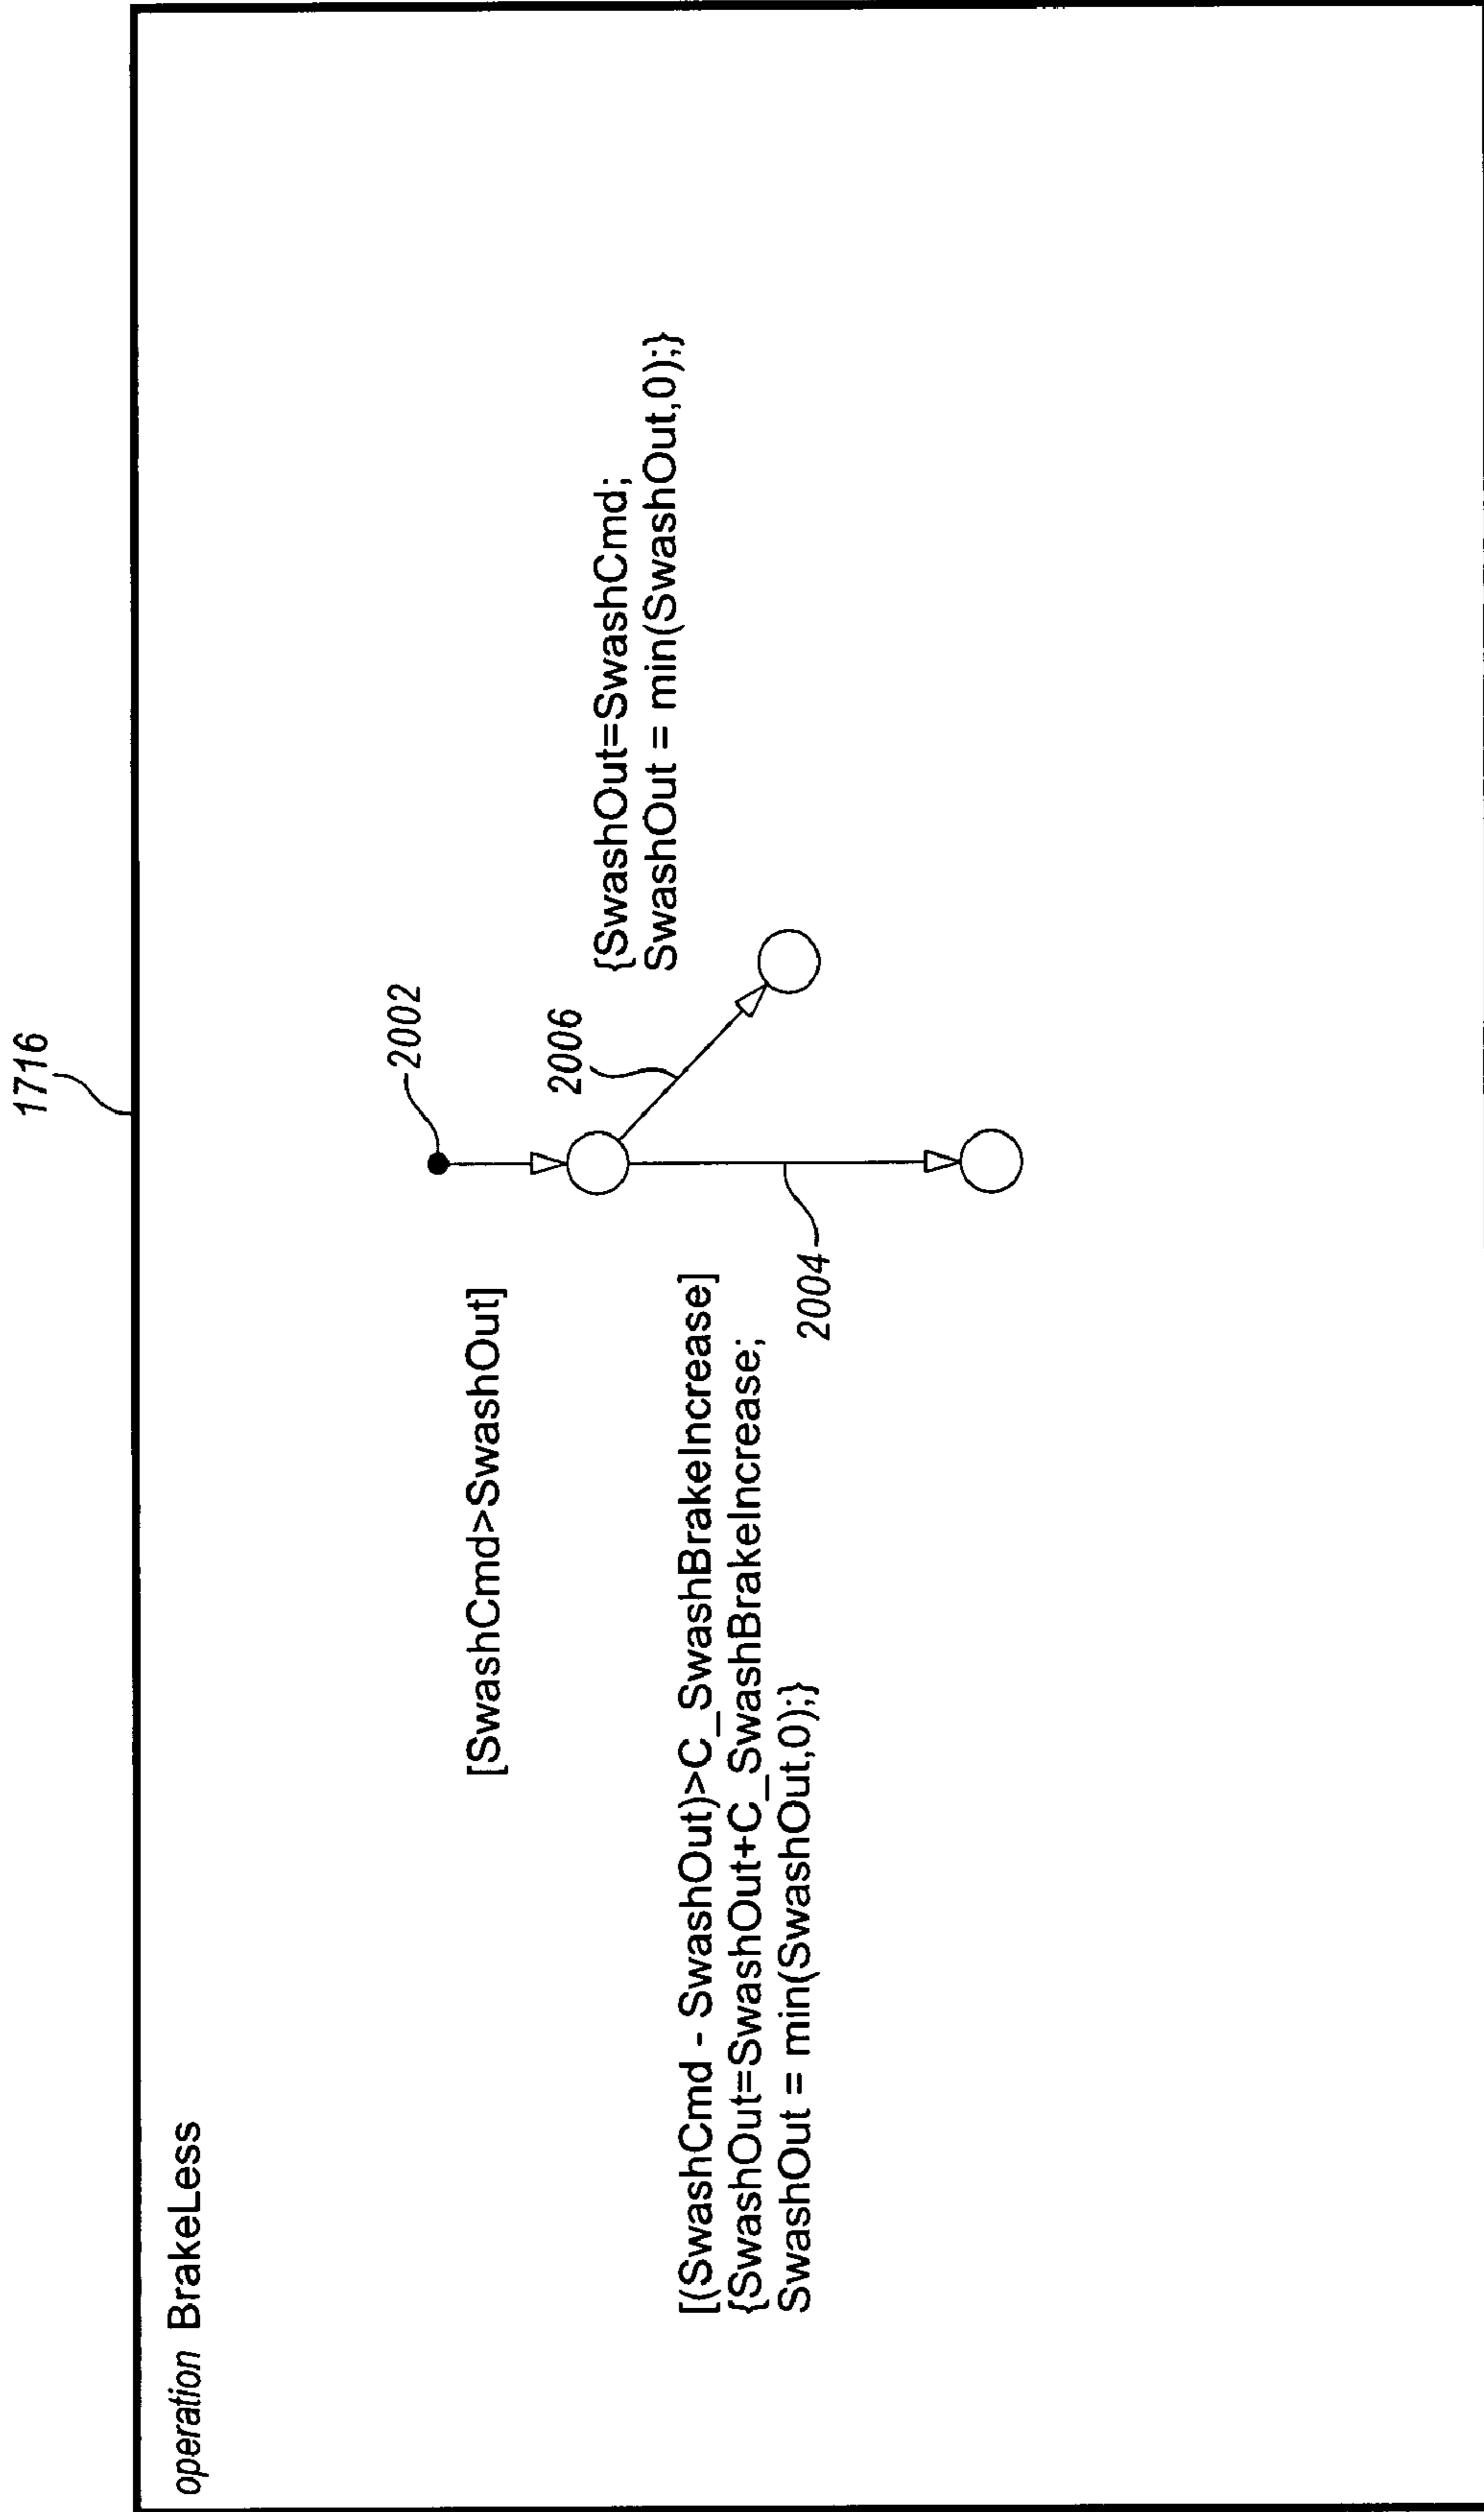 1716
operation BrakeLess
2002
[SwashCmd>SwashOut]
2006
{SwashOut=SwashCmd;
SwashOut = min(SwashOut,0);}
[(SwashCmd - SwashOut)>C_SwashBrakeIncrease]
{SwashOut=SwashOut+C_SwashBrakeIncrease;
SwashOut = min(SwashOut,0);}
2004